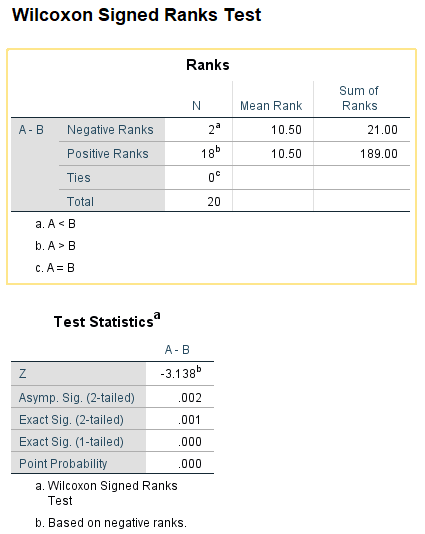 Wilcoxon Signed Ranks Test
Ranks
N Mean Rank Sum of Ranks
A - B Negative Ranks 2a 10.50 21.00
Positive Ranks 18b 10.50 189.00
Ties 0c
Total 20
a. A < B
b. A > B
c. A = B
Test Statisticsa
A - B
Z -3.138b
Asymp. Sig. (2-tailed) .002
Exact Sig. (2-tailed) .001
Exact Sig. (1-tailed) .000
Point Probability .000
a. Wilcoxon Signed Ranks
Test
b. Based on negative ranks.